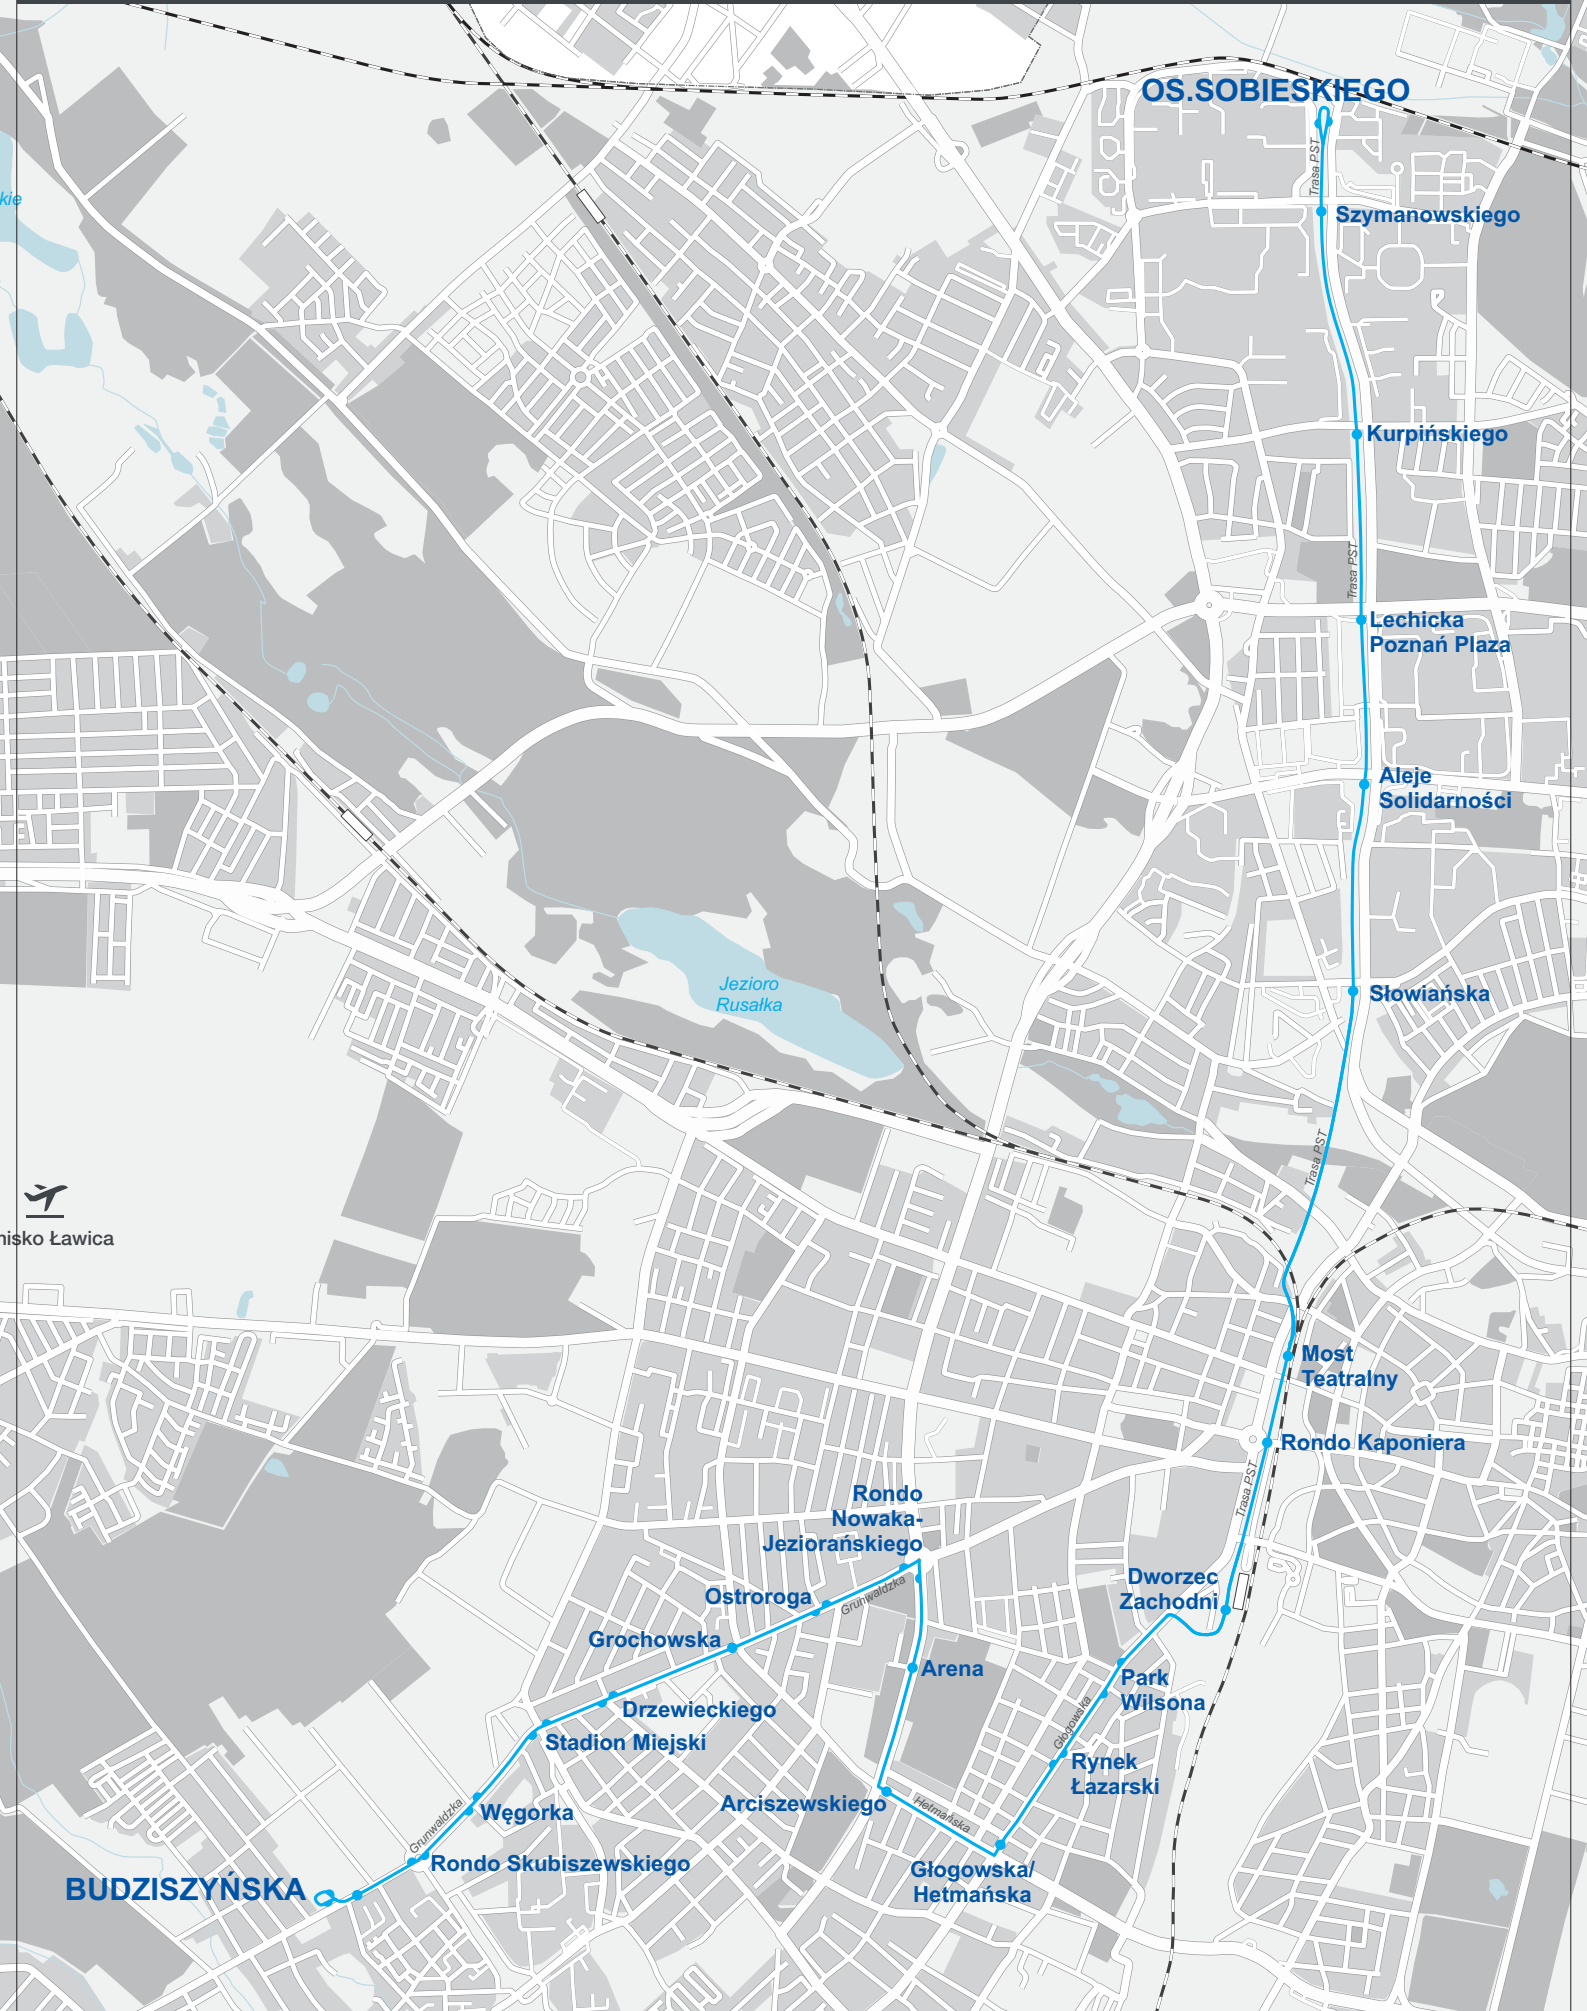 OS.SOBIESKIEGO
Trasa PST
kie
Szymanowskiego
Kurpińskiego
Trasa PST
Lechicka
Poznań Plaza
Aleje
Solidarności
Jezioro
Rusałka
Słowiańska
Trasa PST
nisko Ławica
Most
Teatralny
Rondo Kaponiera
Trasa PST
Rondo
Nowaka-
Jeziorańskiego
Dworzec
Zachodni
Ostroroga
Grunwaldzka
Grochowska
Arena
Park
Wilsona
Drzewieckiego
Głogowska
Stadion Miejski
Rynek
Łazarski
Arciszewskiego
Hetmańska
Węgorka
Grunwaldzka
Rondo Skubiszewskiego
Głogowska/
Hetmańska
BUDZISZYŃSKA